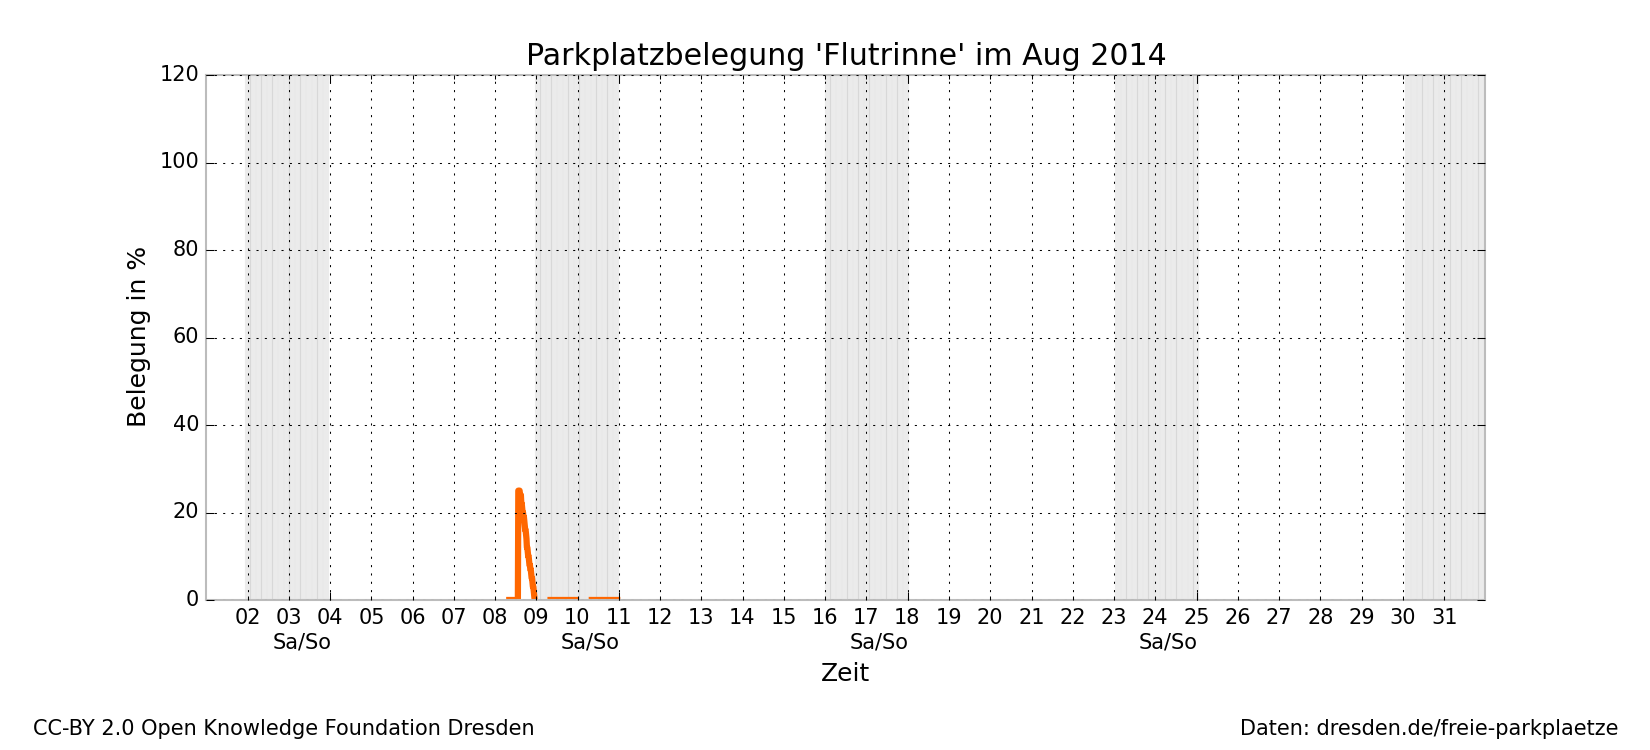 Parkplatzbelegung 'Flutrinne' im Aug 2014
120
100
80
60
40
20
0
Belegung in %
02 03 04 05 06 07 08 09 10 11 12 13 14 15 16 17 18 19 20 21 22 23 24 25 26 27 28 29 30 31
Sa/So Sa/So Sa/So Sa/So
Zeit
CC-BY 2.0 Open Knowledge Foundation Dresden
Daten: dresden.de/freie-parkplaetze